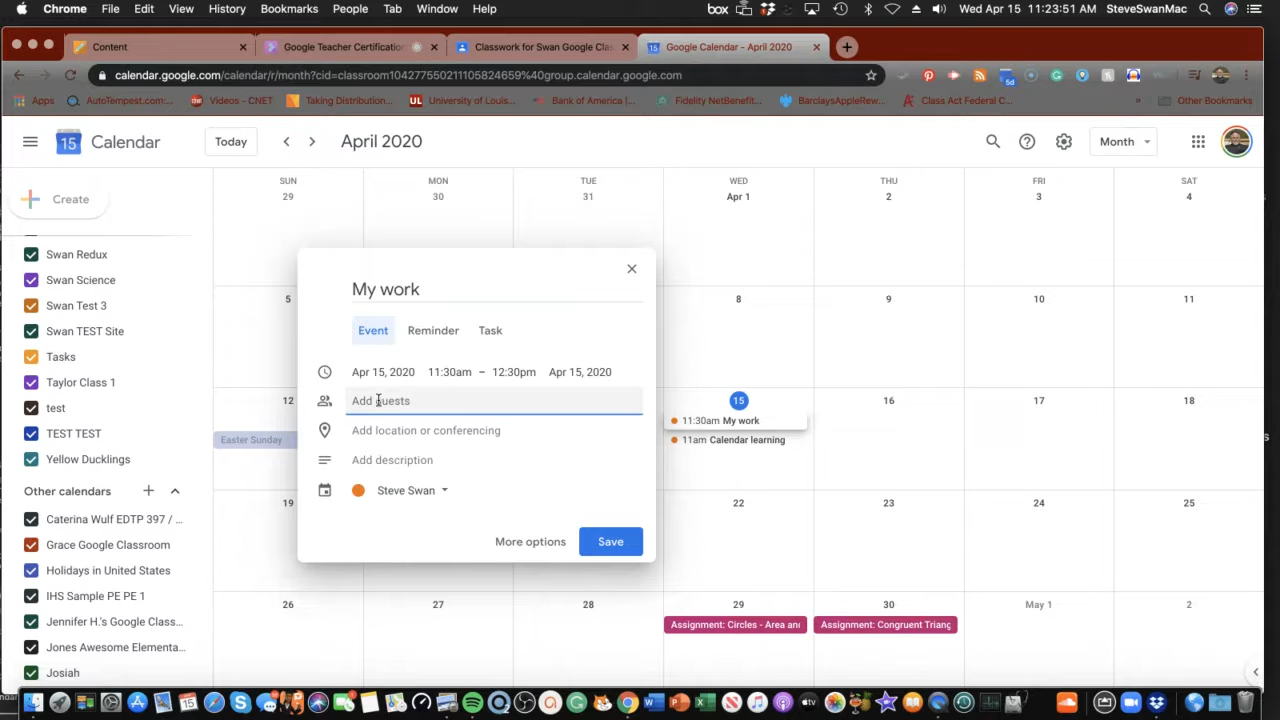 Chrome File Edit View History Bookmarks People Tab Window Help box Wed Apr 15 11:23:51 AM SteveSwanMac
Content Google Teacher Certification Classwork for Swan Google Clas Google Calendar - April 2020
calendar.google.com/calendar/r/month?cid=classroom104277550211105824659%40group.calendar.google.com 5d
Apps AutoTempest.com:... Videos - CNET Taking Distribution... UL University of Louis... Bank of America |... Fidelity NetBenefit... BarclaysAppleRew... Class Act Federal C... » Other Bookmarks
15 Calendar Today April 2020 Month
Create
SUN MON TUE WED THU FRI SAT
29 30 31 Apr 1 2 3 4
Swan Redux
Swan Science
Swan Test 3
Swan TEST Site
Tasks
Taylor Class 1
test
TEST TEST
Yellow Ducklings
Other calendars
Caterina Wulf EDTP 397 / ...
Grace Google Classroom
Holidays in United States
IHS Sample PE PE 1
Jennifer H.'s Google Class...
Jones Awesome Elementa...
Josiah
My work
Event Reminder Task
Apr 15, 2020 11:30am – 12:30pm Apr 15, 2020
Add guests
Add location or conferencing
Add description
Steve Swan
More options Save
5 8 9 10 11
12 15 16 17 18
Easter Sunday
11:30am My work
11am Calendar learning
19 22 23 24 25
26 27 28 29 30 May 1 2
Assignment: Circles - Area and Assignment: Congruent Triang